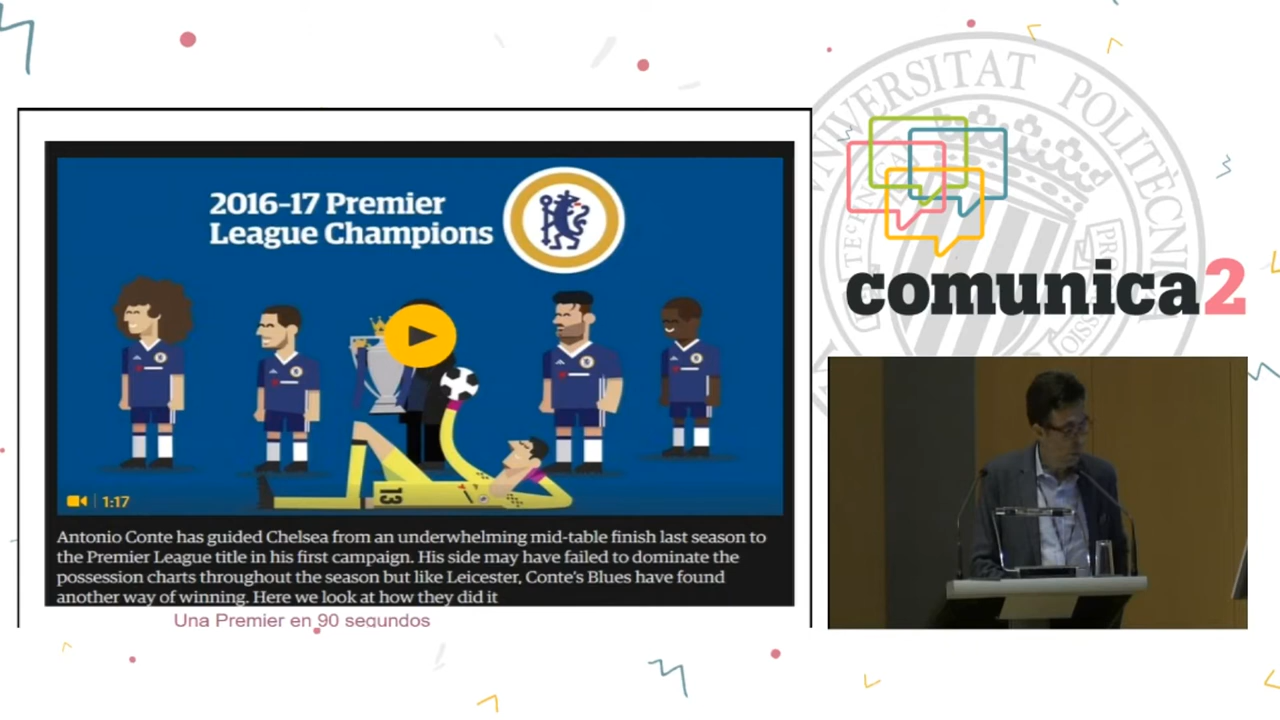 2016-17 Premier
League Champions
1:17
13
Antonio Conte has guided Chelsea from an underwhelming mid-table finish last season to
the Premier League title in his first campaign. His side may have failed to dominate the
possession charts throughout the season but like Leicester, Conte's Blues have found
another way of winning. Here we look at how they did it
Una Premier en 90 segundos
UNIVERSITAT POLITÈCNI
comunica2